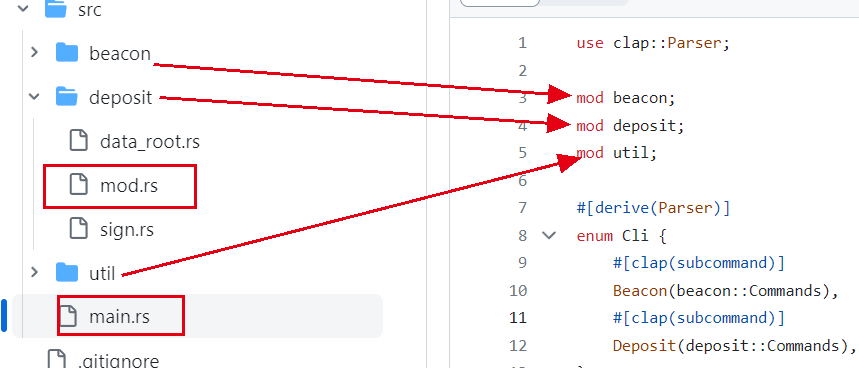 src
beacon
deposit
data_root.rs
mod.rs
sign.rs
util
main.rs
.gitignore
1 use clap::Parser;
2
3 mod beacon;
4 mod deposit;
5 mod util;
6
7 #[derive(Parser)]
8 enum Cli {
9 #[clap(subcommand)]
10 Beacon(beacon::Commands),
11 #[clap(subcommand)]
12 Deposit(deposit::Commands),